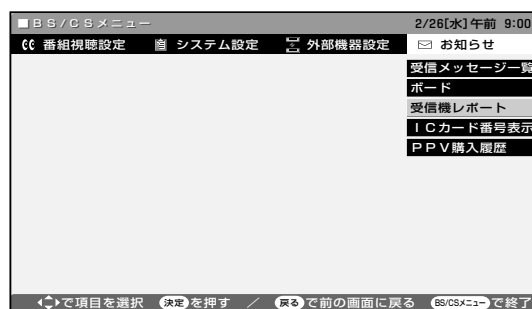 BS/CSメニュー 2/26[水]午前 9:00
番組視聴設定 システム設定 外部機器設定 お知らせ
受信メッセージ一覧
ボード
受信機レポート
ICカード番号表示
PPV購入履歴
で項目を選択 決定を押す / 戻るで前の画面に戻る BS/CSメニューで終了